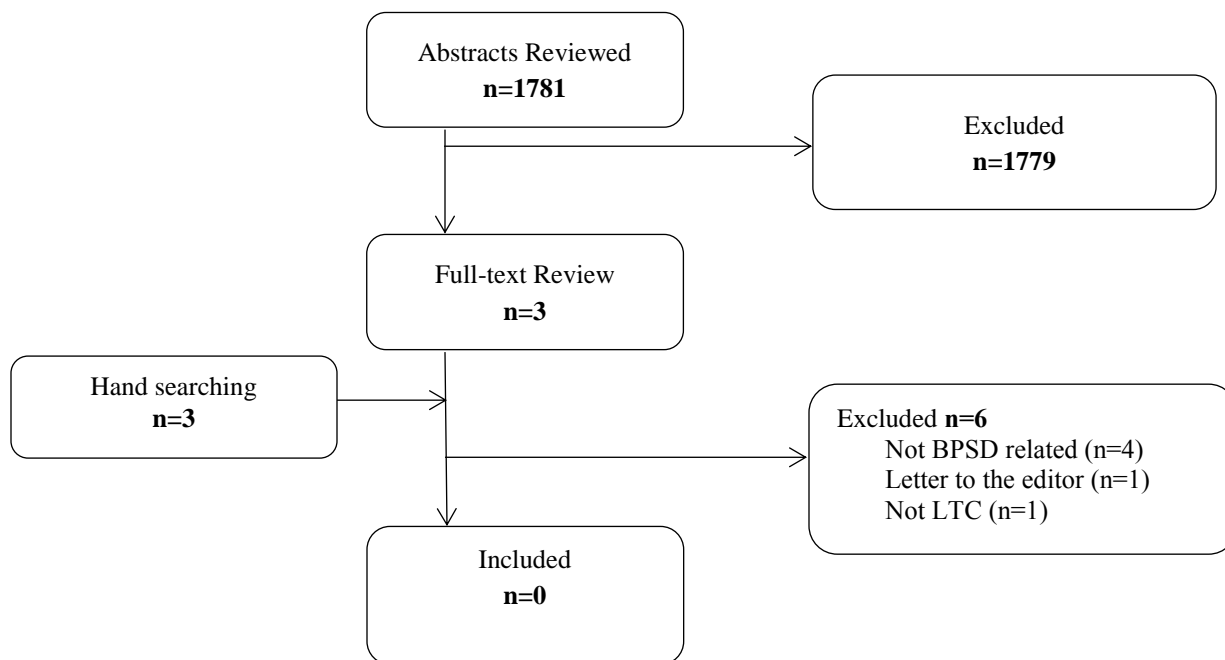 Abstracts Reviewed
n=1781
Excluded
n=1779
Full-text Review
n=3
Hand searching
n=3
Excluded n=6
Not BPSD related (n=4)
Letter to the editor (n=1)
Not LTC (n=1)
Included
n=0